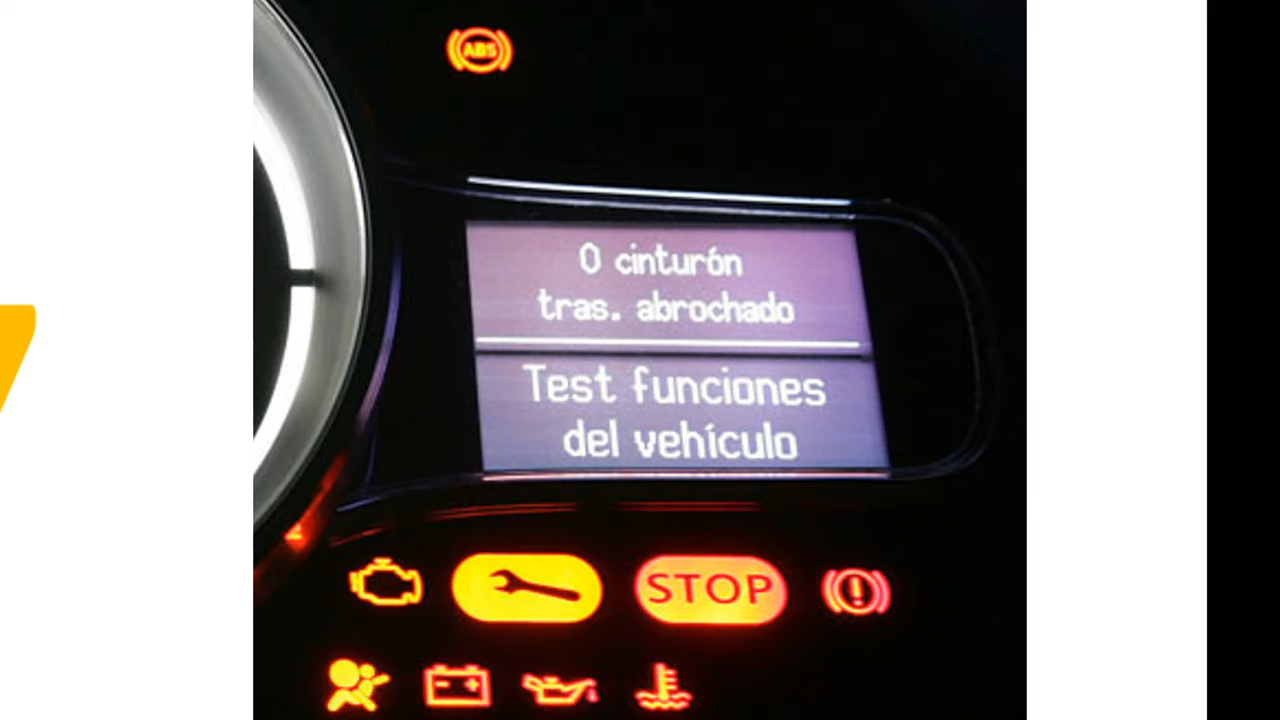 ABS
0 cinturón
tras. abrochado
Test funciones
del vehículo
STOP